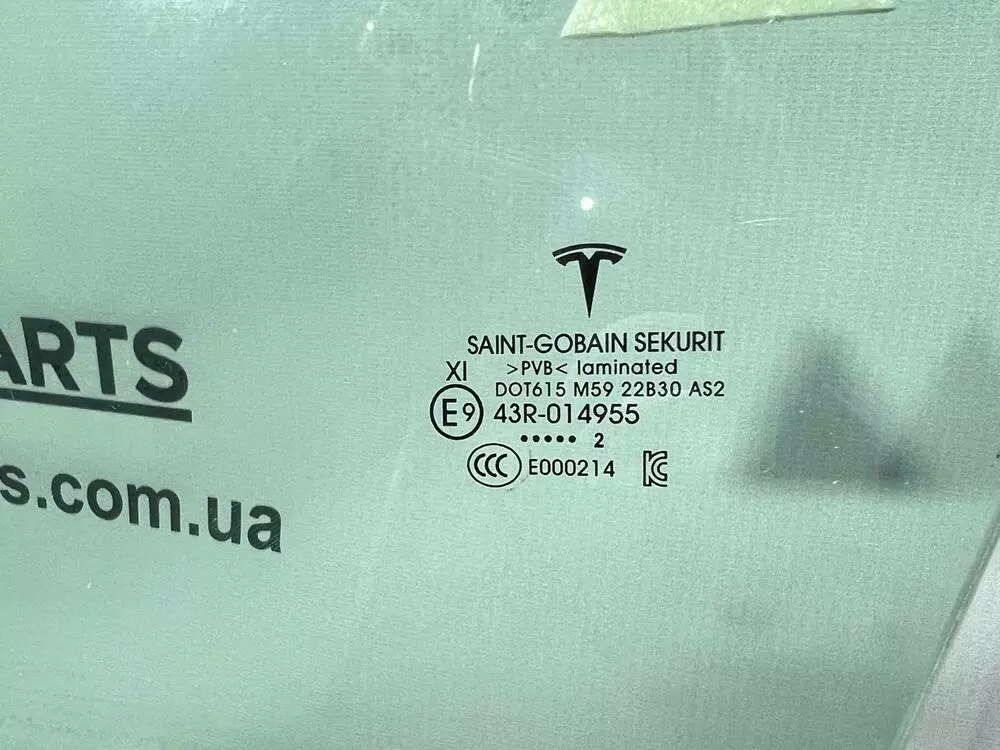 ARTS
s.com.ua
SAINT-GOBAIN SEKURIT
XI >PVB< laminated
DOT615 M59 22B30 AS2
E9 43R-014955
••••• 2
CCC E000214 KC